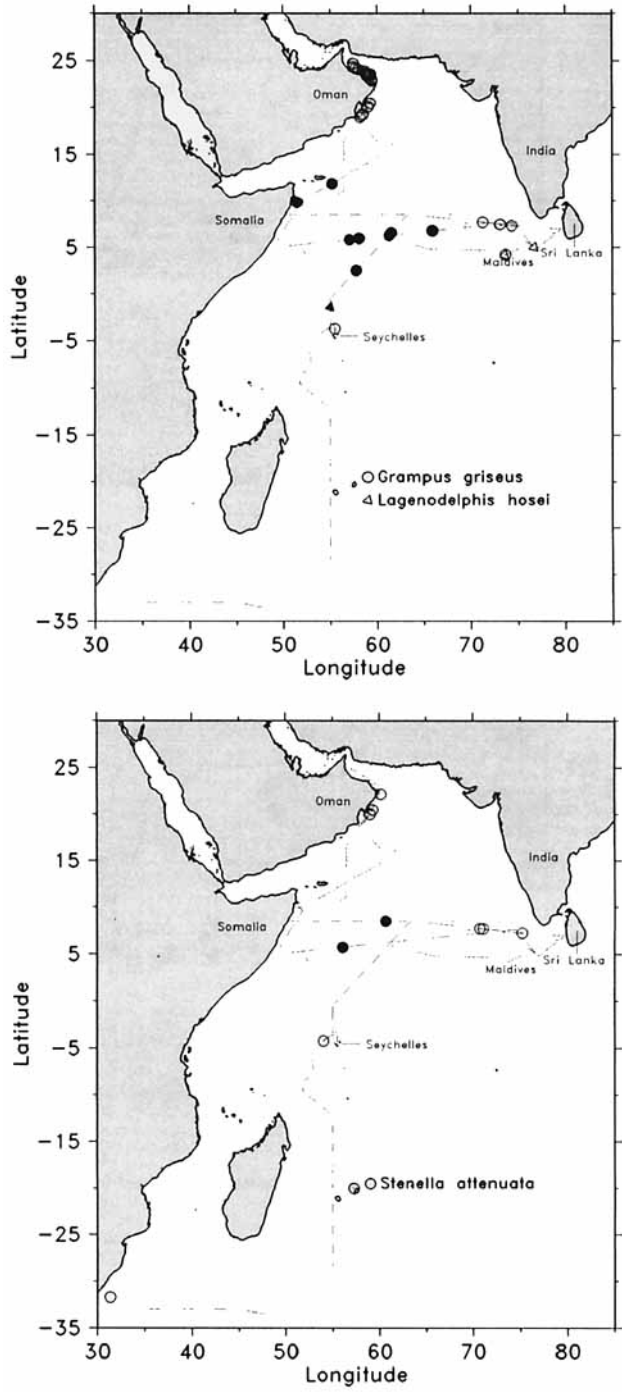 25
15
5
-5
-15
-25
-35
Latitude
Oman
India
Somalia
Maldives
Sri Lanka
Seychelles
Grampus griseus
Lagenodelphis hosei
30 40 50 60 70 80
Longitude
25
15
5
-5
-15
-25
-35
Latitude
Oman
India
Somalia
Maldives
Sri Lanka
Seychelles
Stenella attenuata
30 40 50 60 70 80
Longitude